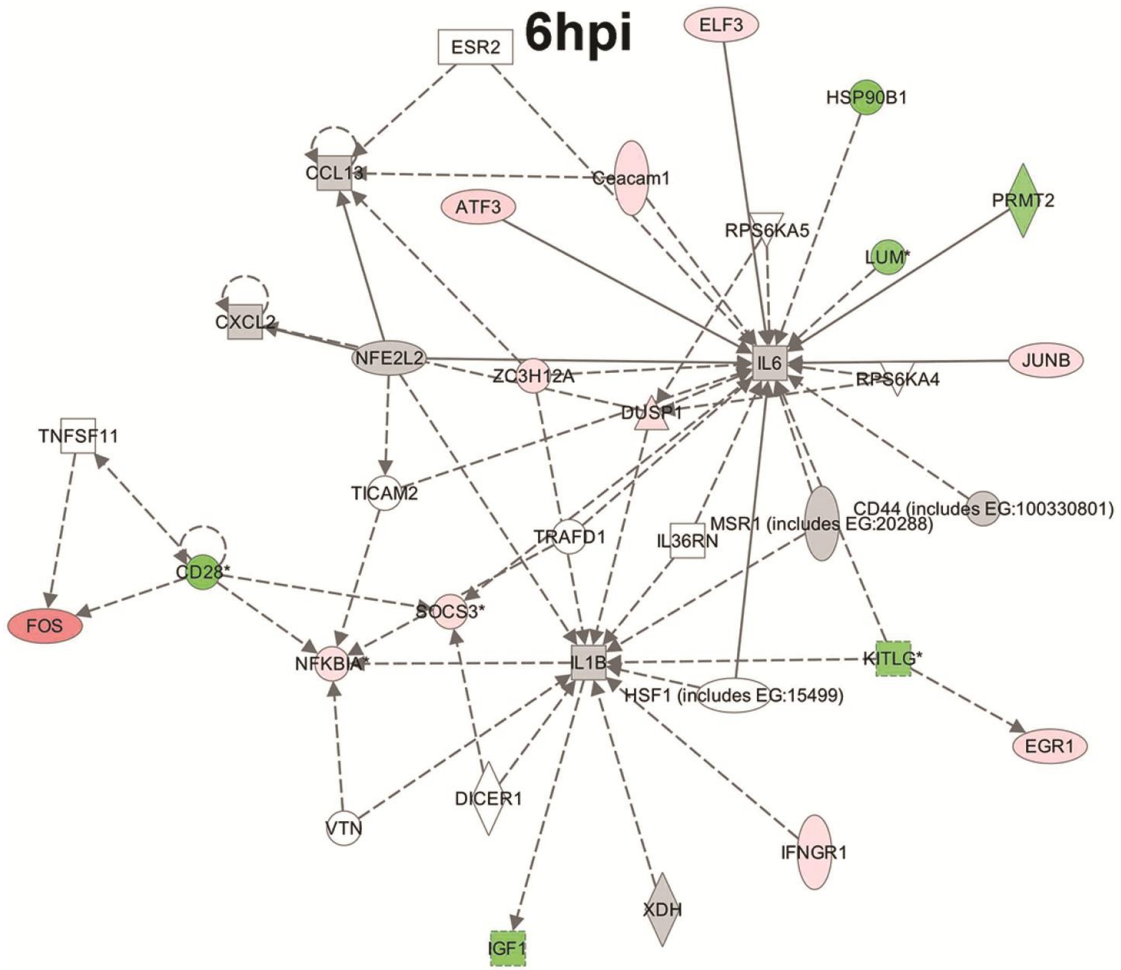 6hpi
ELF3
ESR2
HSP90B1
CCL13
Ceacam1
ATF3
PRMT2
RPS6KA5
LUM*
CXCL2
NFE2L2
IL6
JUNB
ZC3H12A
RPS6KA4
DUSP1
TNFSF11
TICAM2
CD44 (includes EG:100330801)
MSR1 (includes EG:20288)
TRAFD1
IL36RN
CD28*
SOCS3*
FOS
NFKBIA*
IL1B
KITLG*
HSF1 (includes EG:15499)
EGR1
DICER1
VTN
IFNGR1
XDH
IGF1